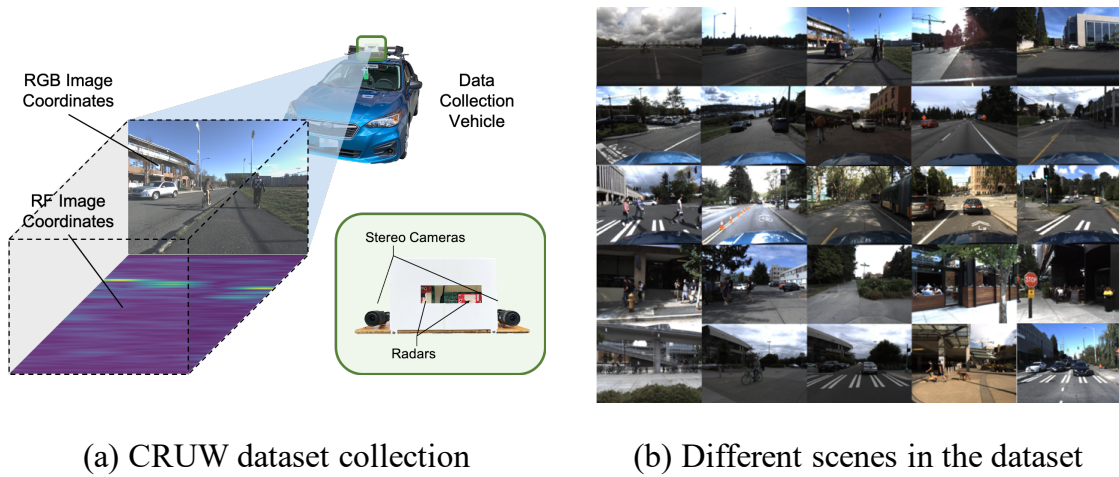 RGB Image
Coordinates
Data
Collection
Vehicle
RF Image
Coordinates
Stereo Cameras
Radars
STOP
(a) CRUW dataset collection
(b) Different scenes in the dataset